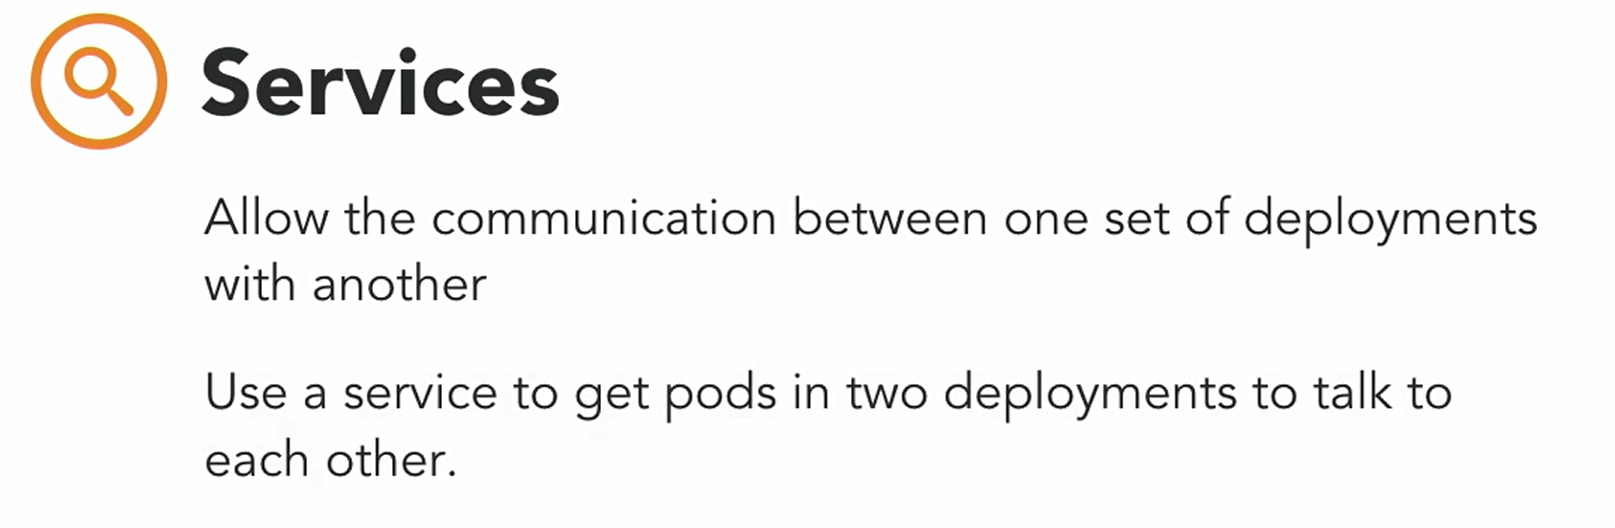 Services
Allow the communication between one set of deployments
with another
Use a service to get pods in two deployments to talk to
each other.